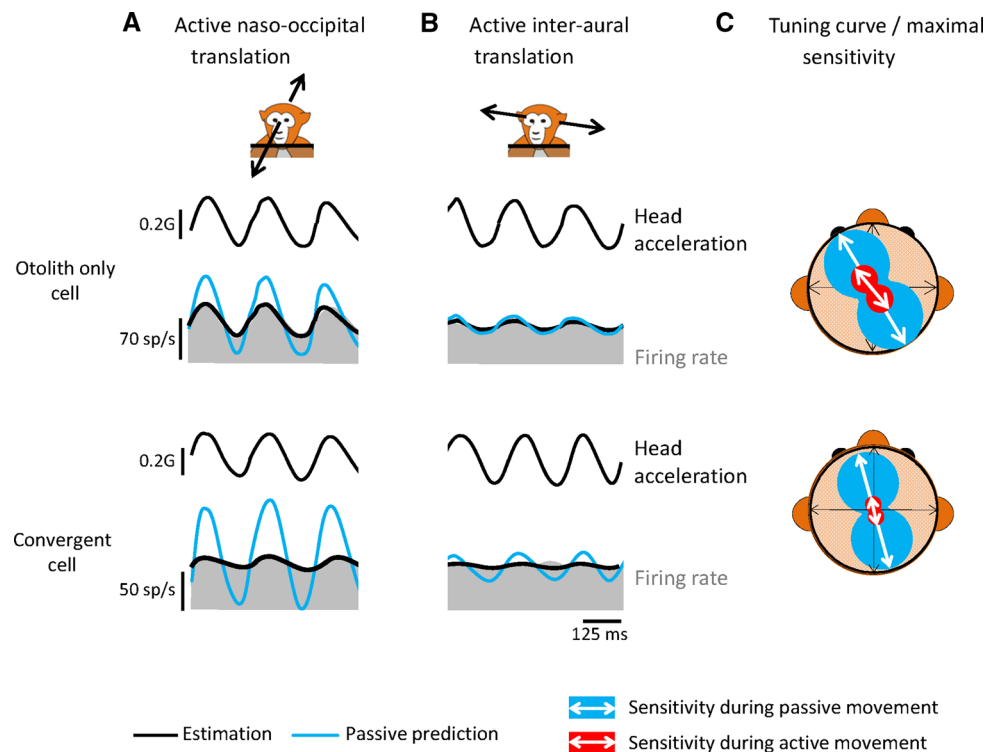 A Active naso-occipital
translation
B Active inter-aural
translation
C Tuning curve / maximal
sensitivity
0.2G
Head
acceleration
Otolith only
cell
70 sp/s
Firing rate
0.2G
Head
acceleration
Convergent
cell
50 sp/s
Firing rate
125 ms
Estimation
Passive prediction
Sensitivity during passive movement
Sensitivity during active movement